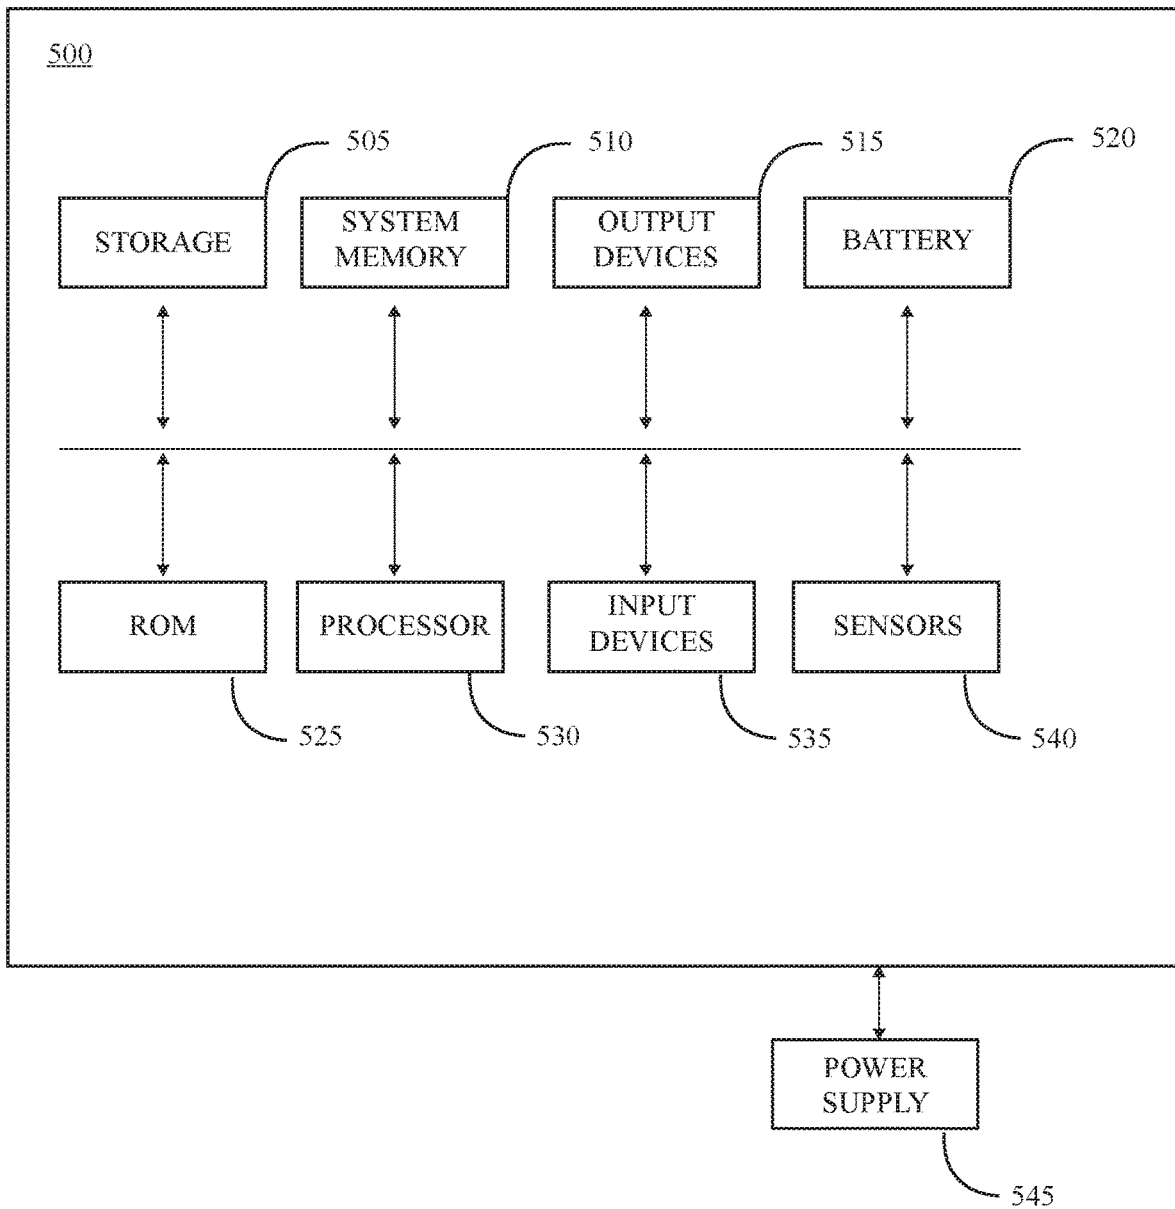 500
505
510
515
520
STORAGE
SYSTEM
MEMORY
OUTPUT
DEVICES
BATTERY
ROM
PROCESSOR
INPUT
DEVICES
SENSORS
525
530
535
540
POWER
SUPPLY
545